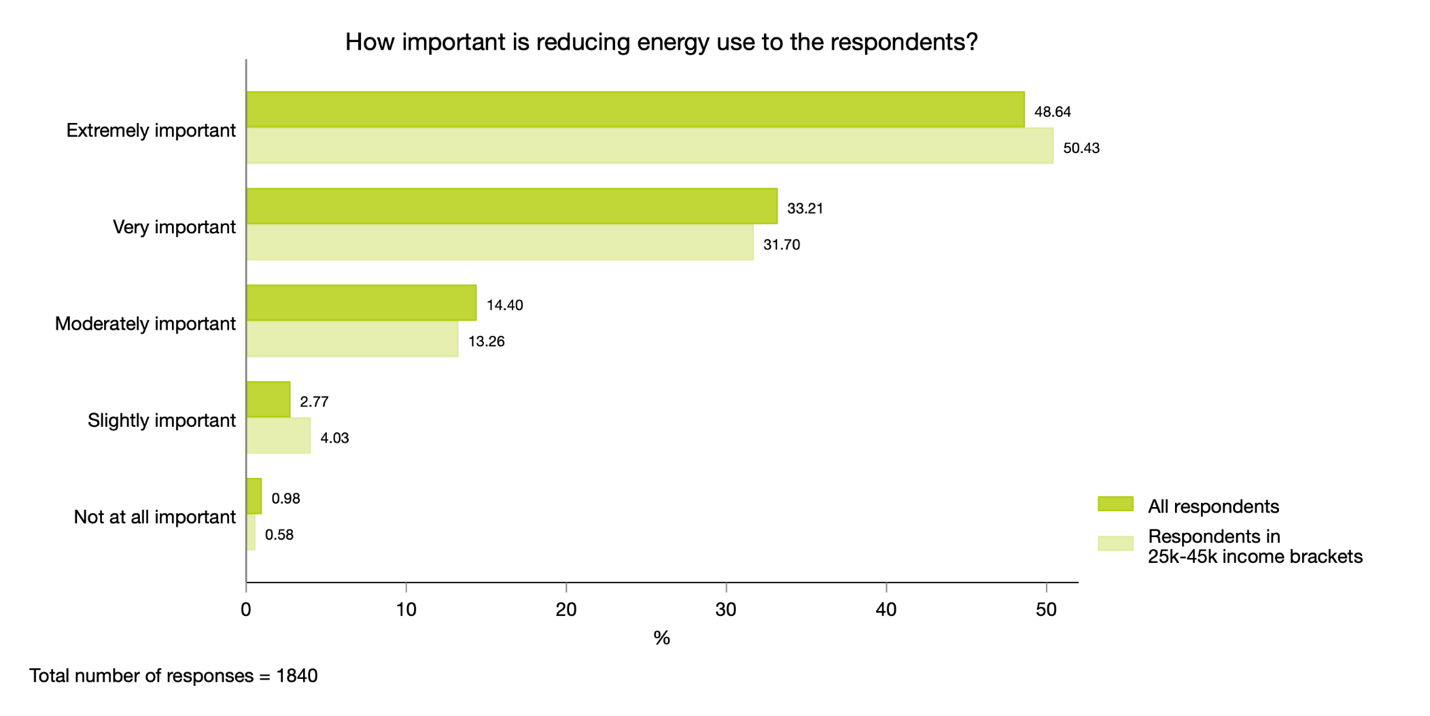 How important is reducing energy use to the respondents?
Extremely important
48.64
50.43
Very important
33.21
31.70
Moderately important
14.40
13.26
Slightly important
2.77
4.03
Not at all important
0.98
0.58
All respondents
Respondents in
25k-45k income brackets
0 10 20 30 40 50
%
Total number of responses = 1840